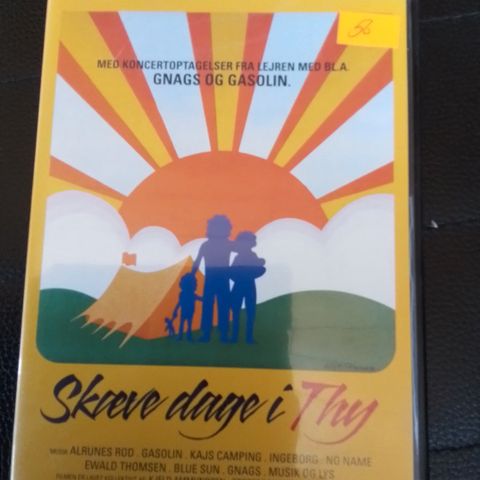 50
MED KONCERTOPTAGELSER FRA LEJREN MED BL.A.
GNAGS OG GASOLIN.
Skæve dage i Thy
MUSIK: ALRUNES ROD . GASOLIN . KAJS CAMPING . INGEBORG . NO NAME
EWALD THOMSEN . BLUE SUN . GNAGS . MUSIK OG LYS